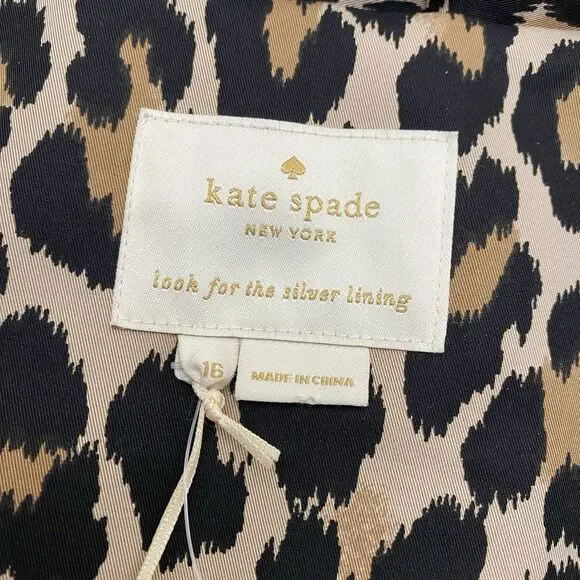 kate spade
NEW YORK
look for the silver lining
16
MADE IN CHINA